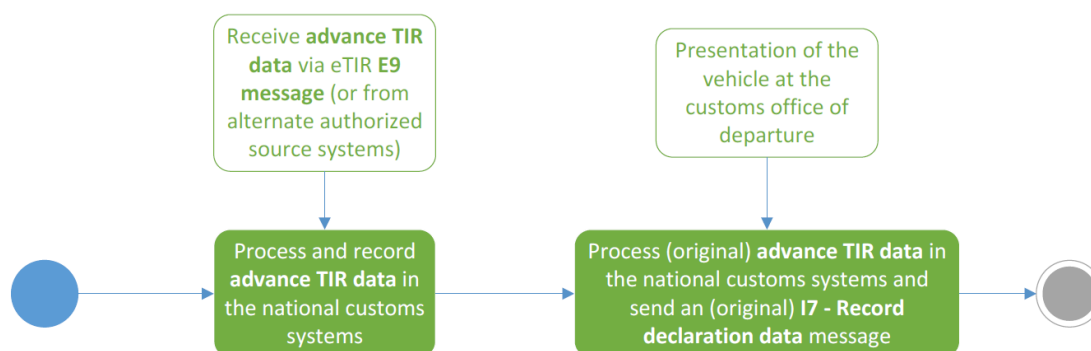 Receive advance TIR
data via eTIR E9
message (or from
alternate authorized
source systems)
Presentation of the
vehicle at the
customs office of
departure
Process and record
advance TIR data in
the national customs
systems
Process (original) advance TIR data in
the national customs systems and
send an (original) I7 - Record
declaration data message